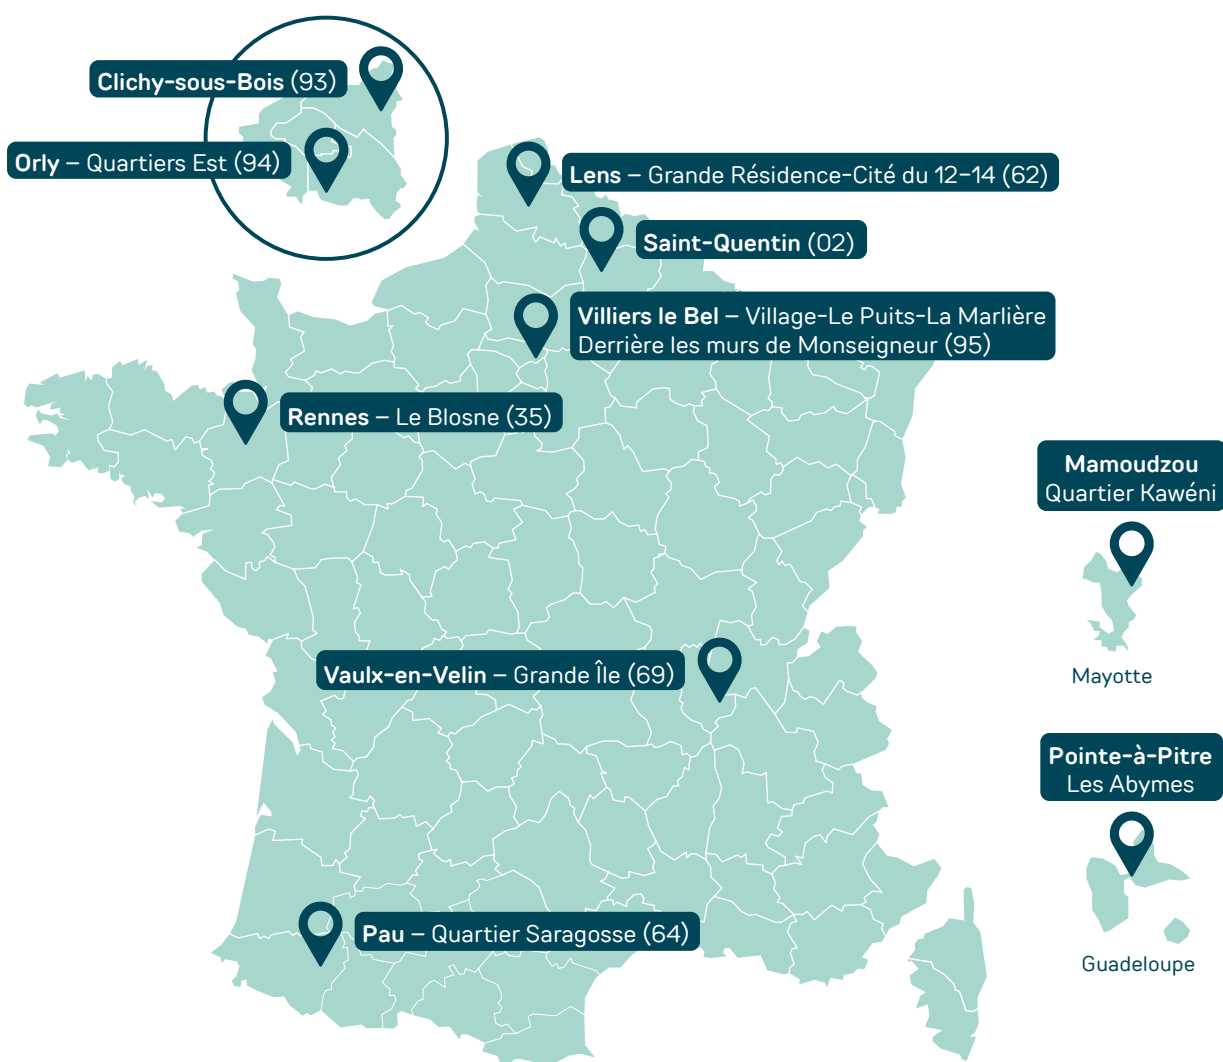 Clichy-sous-Bois (93)
Orly – Quartiers Est (94)
Lens – Grande Résidence-Cité du 12-14 (62)
Saint-Quentin (02)
Villiers le Bel – Village-Le Puits-La Marlière
Derrière les murs de Monseigneur (95)
Rennes – Le Blosne (35)
Mamoudzou
Quartier Kawéni
Mayotte
Vaulx-en-Velin – Grande Île (69)
Pointe-à-Pitre
Les Abymes
Pau – Quartier Saragosse (64)
Guadeloupe